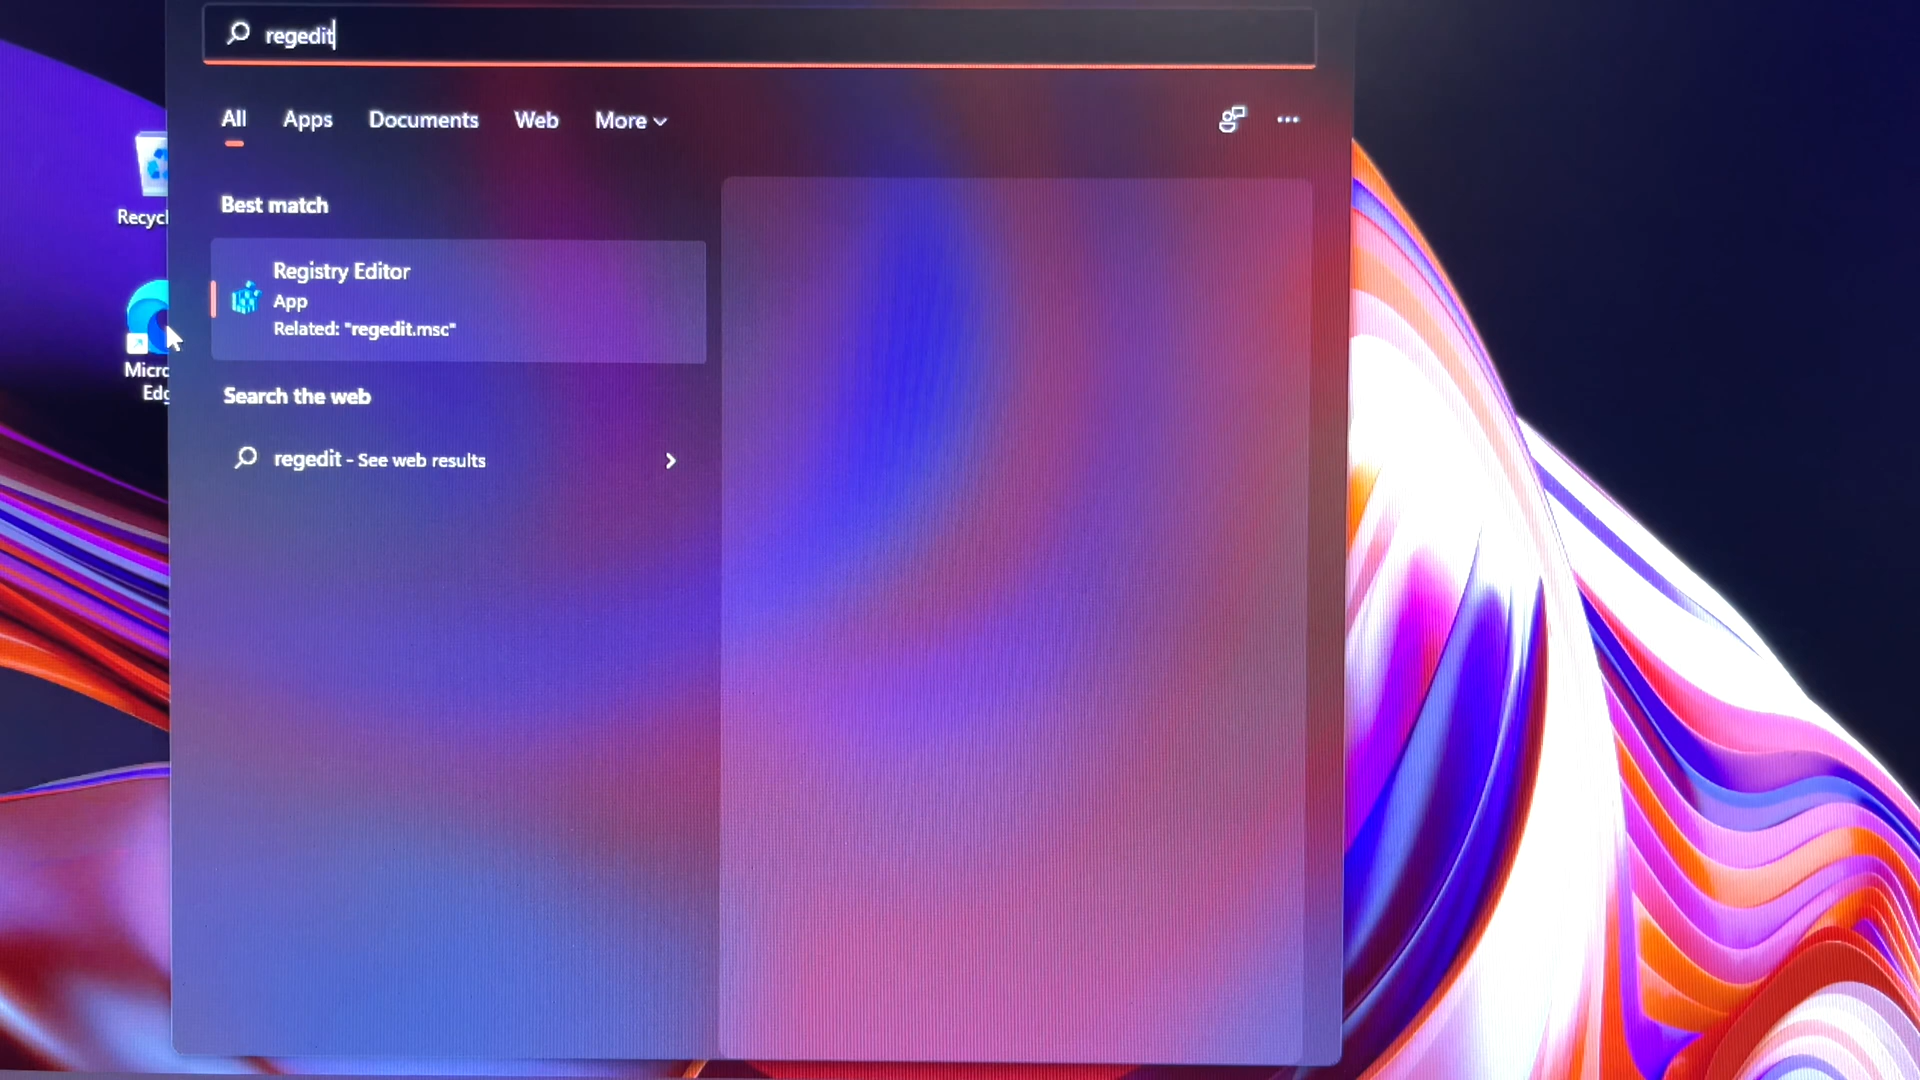 regedit
All Apps Documents Web More
Recycl
Best match
Registry Editor
App
Related: "regedit.msc"
Micro
Edg
Search the web
regedit - See web results